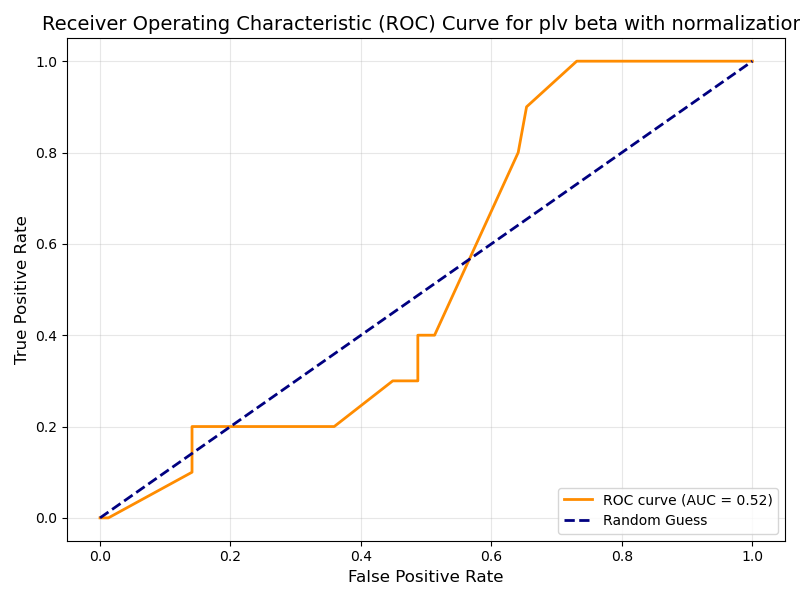 Receiver Operating Characteristic (ROC) Curve for plv beta with normalization
1.0
0.8
0.6
0.4
0.2
0.0
True Positive Rate
0.0 0.2 0.4 0.6 0.8 1.0
False Positive Rate
ROC curve (AUC = 0.52)
Random Guess